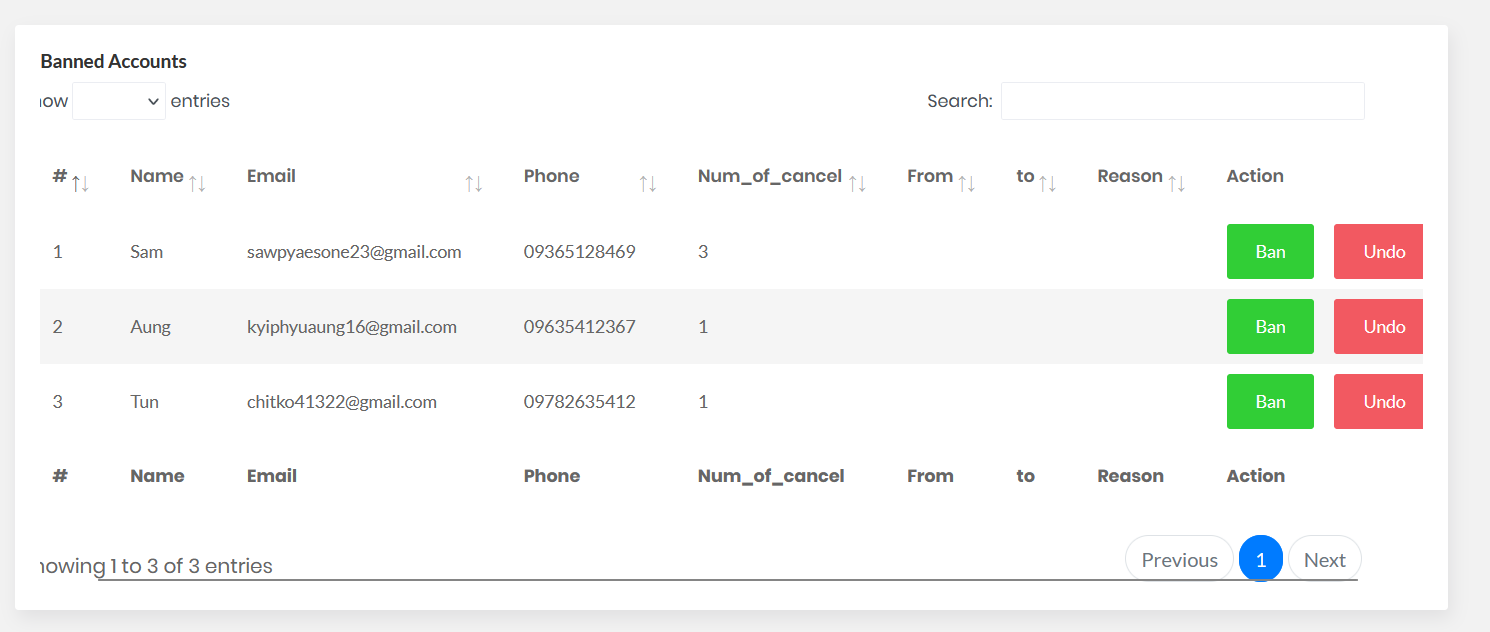 Banned Accounts
ow entries Search:
# Name Email Phone Num_of_cancel From to Reason Action
1 Sam sawpyaesone23@gmail.com 09365128469 3 Ban Undo
2 Aung kyiphyuaung16@gmail.com 09635412367 1 Ban Undo
3 Tun chitko41322@gmail.com 09782635412 1 Ban Undo
# Name Email Phone Num_of_cancel From to Reason Action
owing 1 to 3 of 3 entries Previous 1 Next